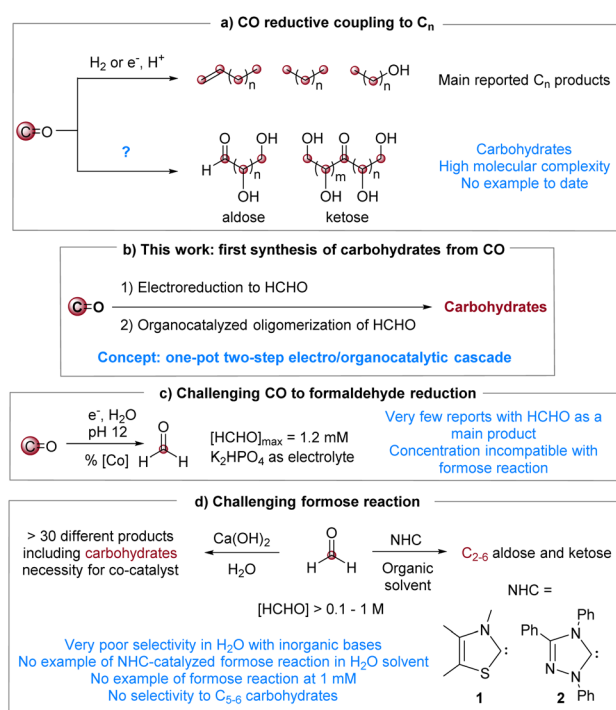 a) CO reductive coupling to Cn
H2 or e-, H+
n
n
OH
n
Main reported Cn products
C=O
?
O
OH
H
n
OH
aldose
OH
O
OH
m
n
OH
OH
ketose
Carbohydrates
High molecular complexity
No example to date
b) This work: first synthesis of carbohydrates from CO
C=O
1) Electroreduction to HCHO
2) Organocatalyzed oligomerization of HCHO
Carbohydrates
Concept: one-pot two-step electro/organocatalytic cascade
c) Challenging CO to formaldehyde reduction
C=O
e-, H2O
pH 12
% [Co]
O
H
H
[HCHO]max = 1.2 mM
K2HPO4 as electrolyte
Very few reports with HCHO as a
main product
Concentration incompatible with
formose reaction
d) Challenging formose reaction
> 30 different products
including carbohydrates
necessity for co-catalyst
Ca(OH)2
H2O
O
H
H
NHC
Organic
solvent
C2-6 aldose and ketose
[HCHO] > 0.1 - 1 M
NHC =
Very poor selectivity in H2O with inorganic bases
No example of NHC-catalyzed formose reaction in H2O solvent
No example of formose reaction at 1 mM
No selectivity to C5-6 carbohydrates
N
:
S
1
Ph
Ph
N
:
N
N
Ph
2